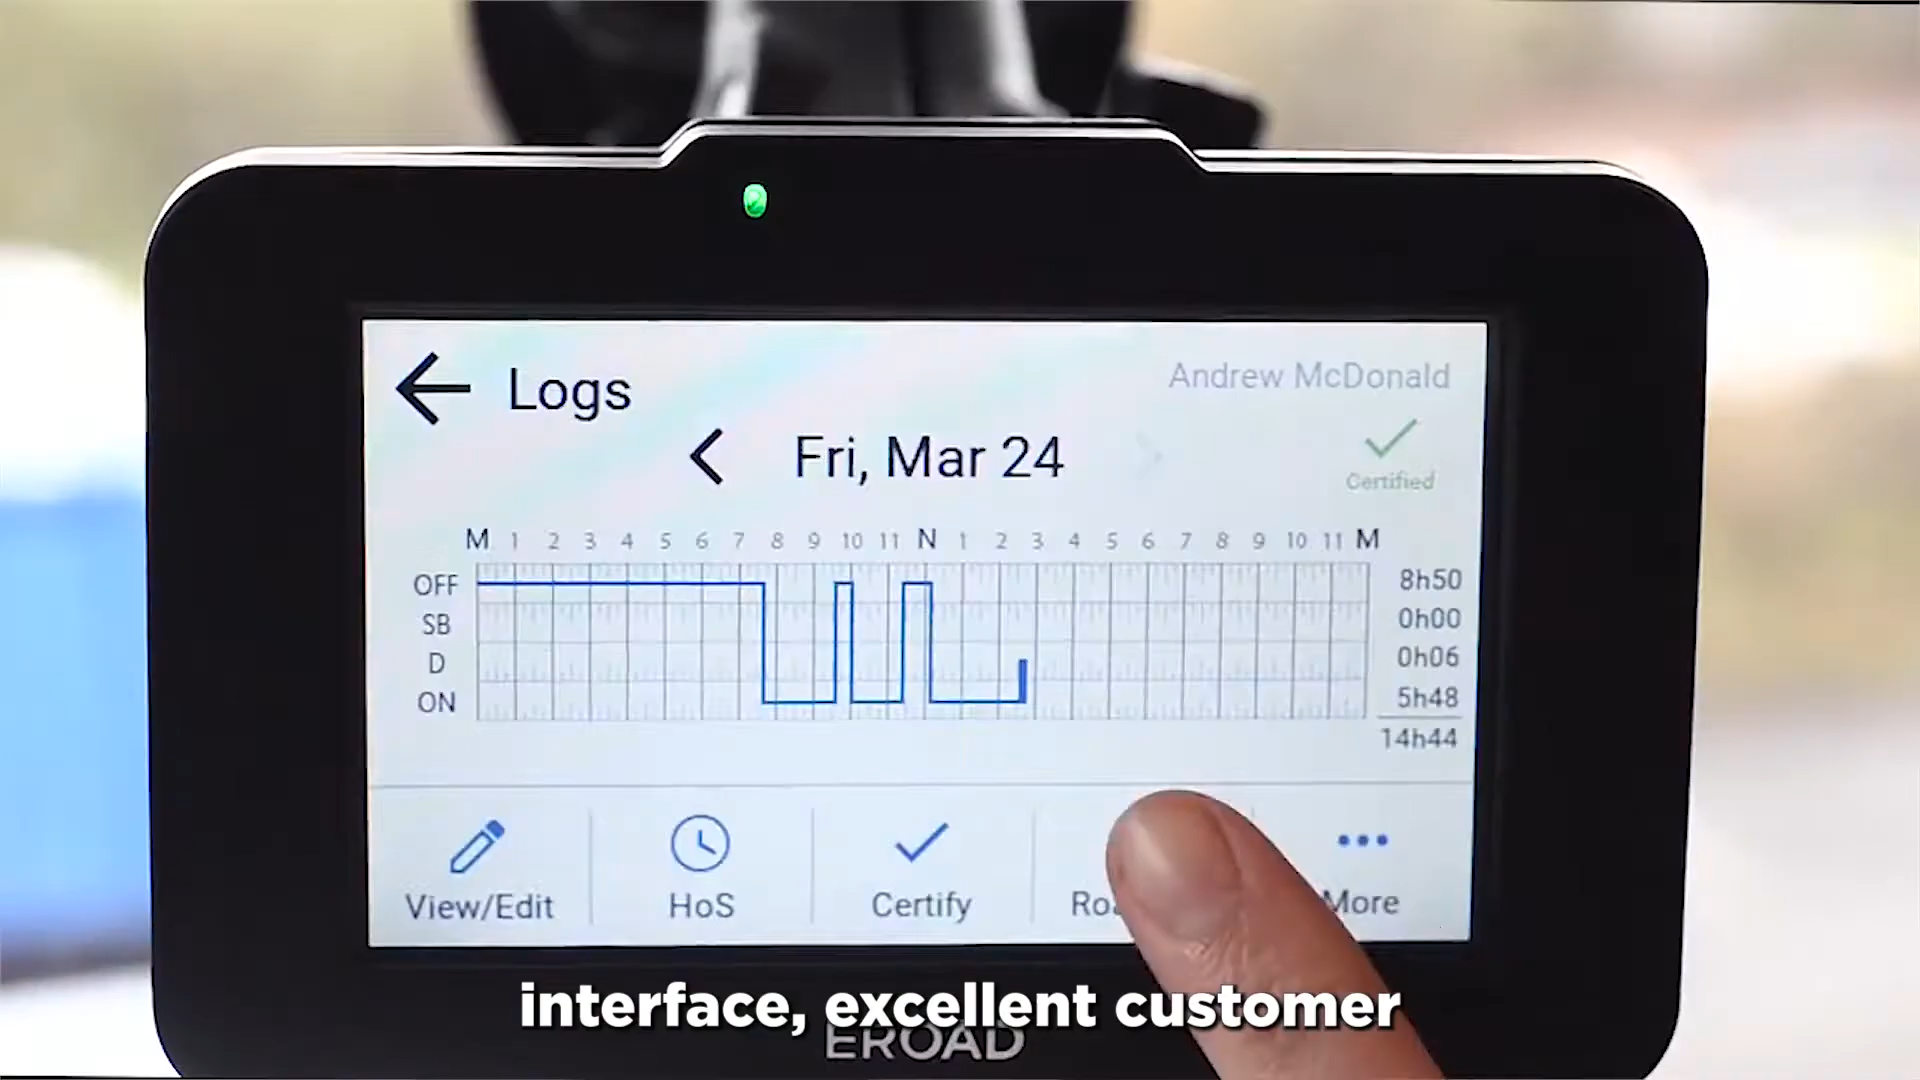 Logs
Andrew McDonald
Fri, Mar 24
Certified
M 1 2 3 4 5 6 7 8 9 10 11 N 1 2 3 4 5 6 7 8 9 10 11 M
OFF 8h50
SB 0h00
D 0h06
ON 5h48
14h44
View/Edit HoS Certify More
interface, excellent customer
EROAD